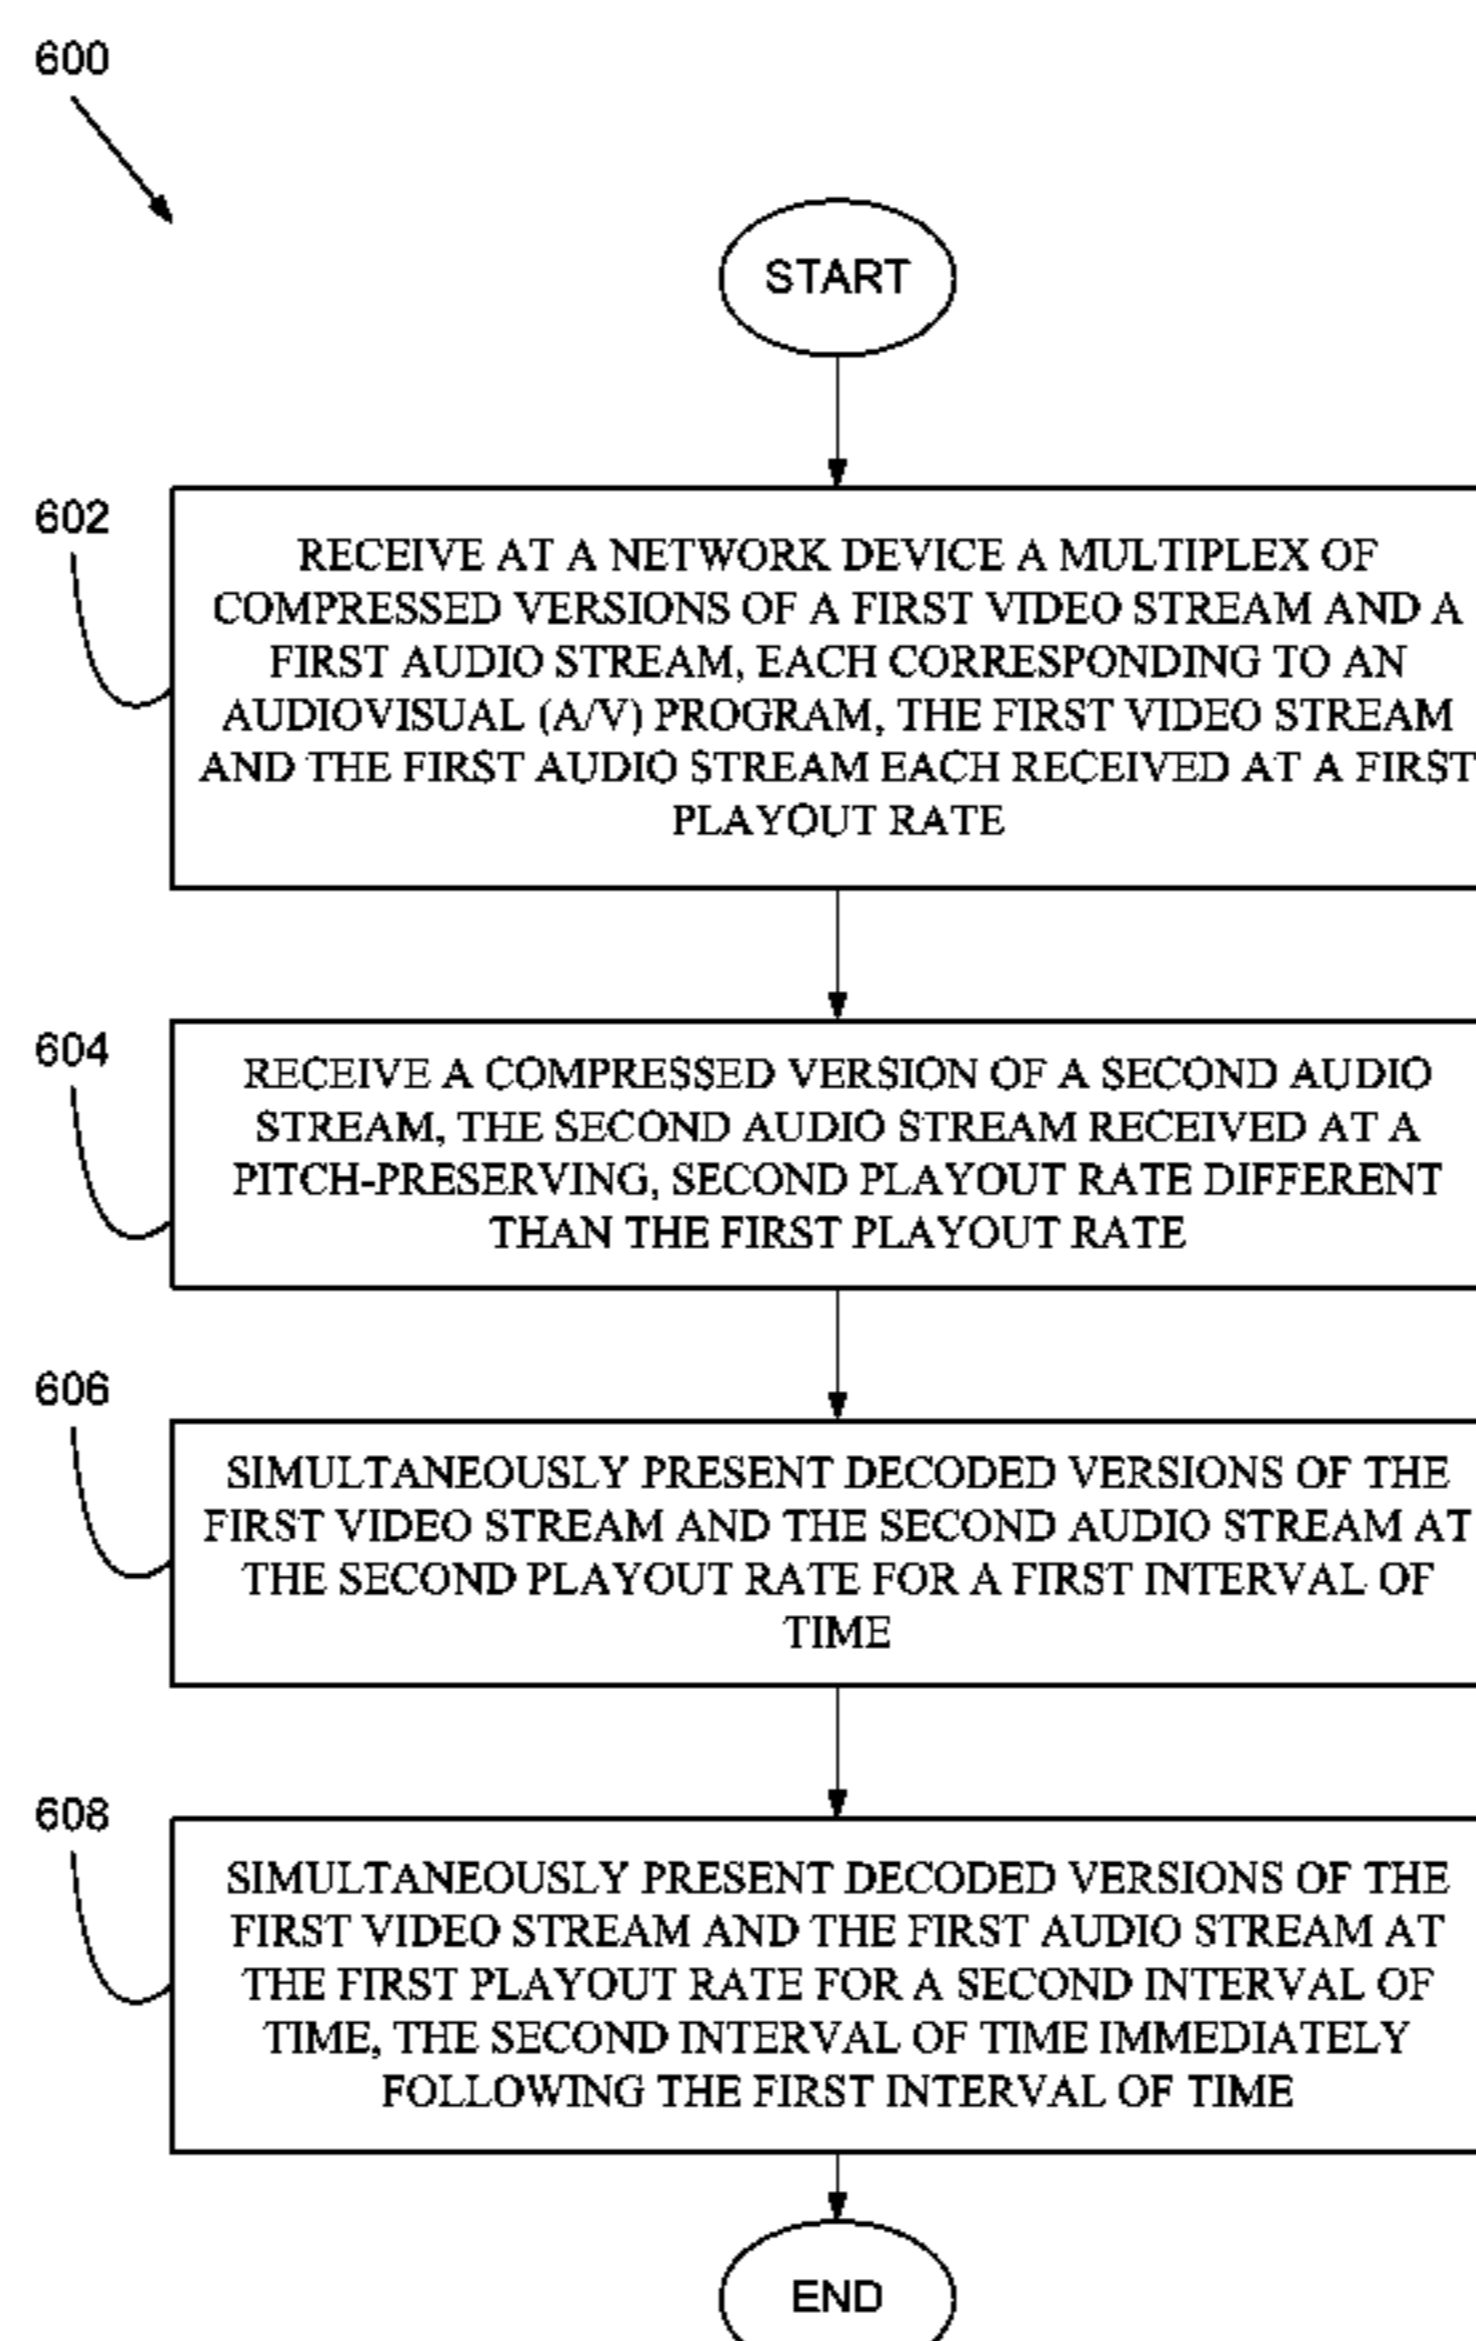 600
START
602
RECEIVE AT A NETWORK DEVICE A MULTIPLEX OF
COMPRESSED VERSIONS OF A FIRST VIDEO STREAM AND A
FIRST AUDIO STREAM, EACH CORRESPONDING TO AN
AUDIOVISUAL (A/V) PROGRAM, THE FIRST VIDEO STREAM
AND THE FIRST AUDIO STREAM EACH RECEIVED AT A FIRST
PLAYOUT RATE
604
RECEIVE A COMPRESSED VERSION OF A SECOND AUDIO
STREAM, THE SECOND AUDIO STREAM RECEIVED AT A
PITCH-PRESERVING, SECOND PLAYOUT RATE DIFFERENT
THAN THE FIRST PLAYOUT RATE
606
SIMULTANEOUSLY PRESENT DECODED VERSIONS OF THE
FIRST VIDEO STREAM AND THE SECOND AUDIO STREAM AT
THE SECOND PLAYOUT RATE FOR A FIRST INTERVAL OF
TIME
608
SIMULTANEOUSLY PRESENT DECODED VERSIONS OF THE
FIRST VIDEO STREAM AND THE FIRST AUDIO STREAM AT
THE FIRST PLAYOUT RATE FOR A SECOND INTERVAL OF
TIME, THE SECOND INTERVAL OF TIME IMMEDIATELY
FOLLOWING THE FIRST INTERVAL OF TIME
END